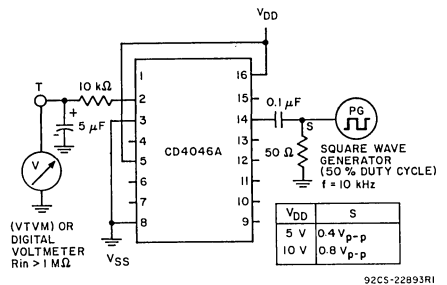 VDD
T
10 kΩ
+
5 μF
-
V
(VTVM) OR
DIGITAL
VOLTMETER
Rin > 1 MΩ
1
2
3
4
5
6
7
8
CD4046A
16
15
14
13
12
11
10
9
VSS
0.1 μF
S
50 Ω
PG
SQUARE WAVE
GENERATOR
(50 % DUTY CYCLE)
f = 10 kHz
VDD S
5 V 0.4 Vp-p
10 V 0.8 Vp-p
92CS-22893R1